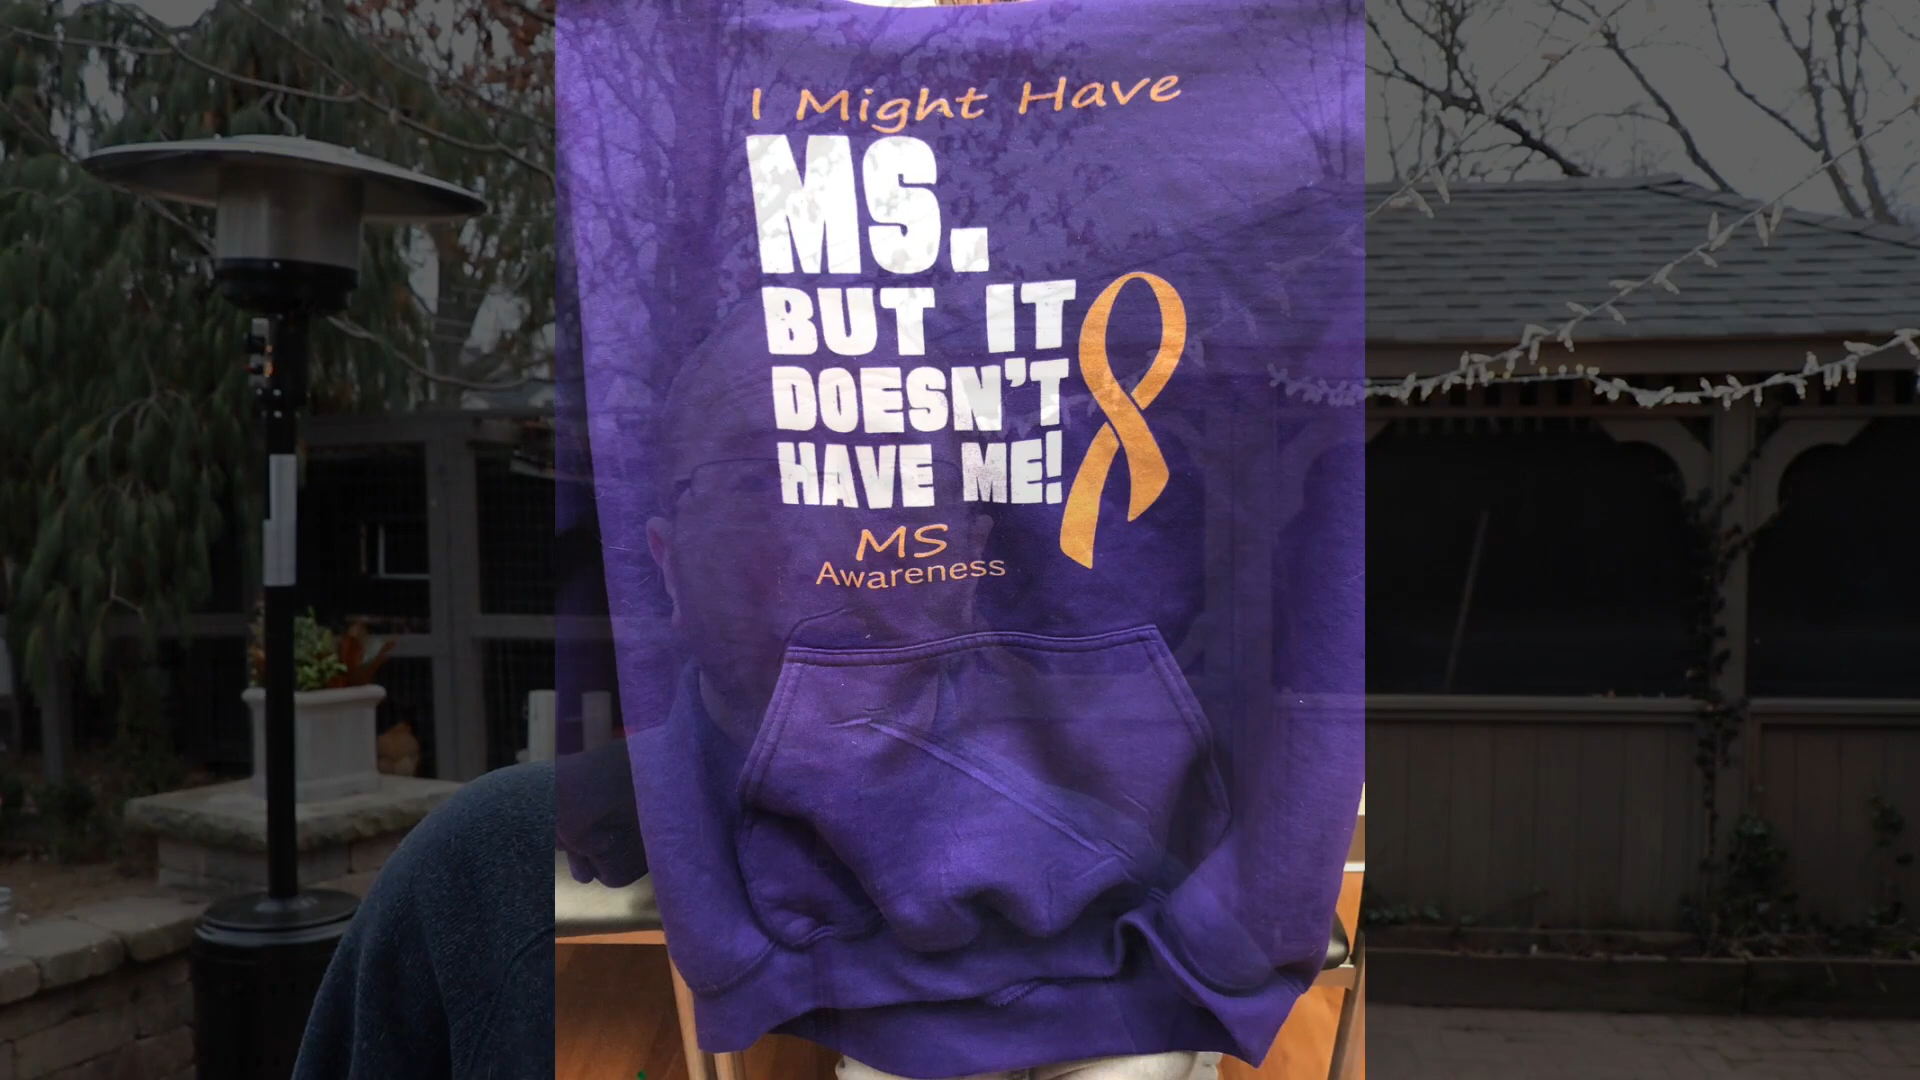 I Might Have
MS.
BUT IT
DOESN'T
HAVE ME!
MS
Awareness